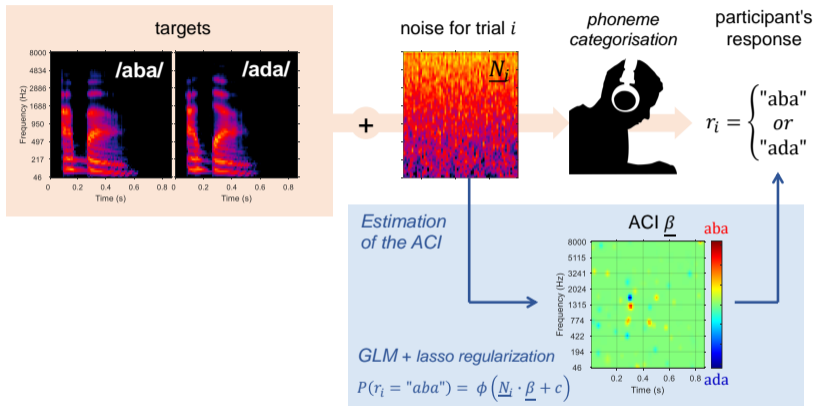 targets
noise for trial i
phoneme
categorisation
participant's
response
/aba/
/ada/
Frequency (Hz)
8000
4834
2886
1688
950
497
217
46
0 0.2 0.4 0.6 0.8
0 0.2 0.4 0.6 0.8
Time (s)
Time (s)
+
N_i
r_i = { "aba"
or
"ada"
Estimation
of the ACI
ACI β
aba
Frequency (Hz)
8000
5115
3241
2024
1315
774
422
194
46
0.2 0.4 0.6 0.8
Time (s)
ada
GLM + lasso regularization
P(r_i = "aba") = ϕ(N_i · β + c)